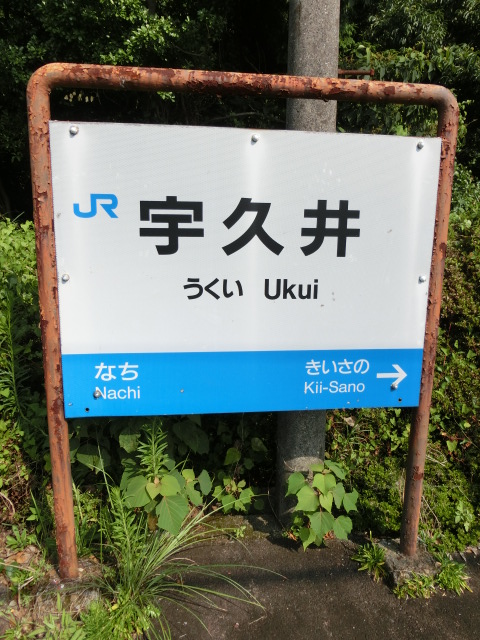 JR 宇久井
うくい Ukui
なち きいさの →
Nachi Kii-Sano